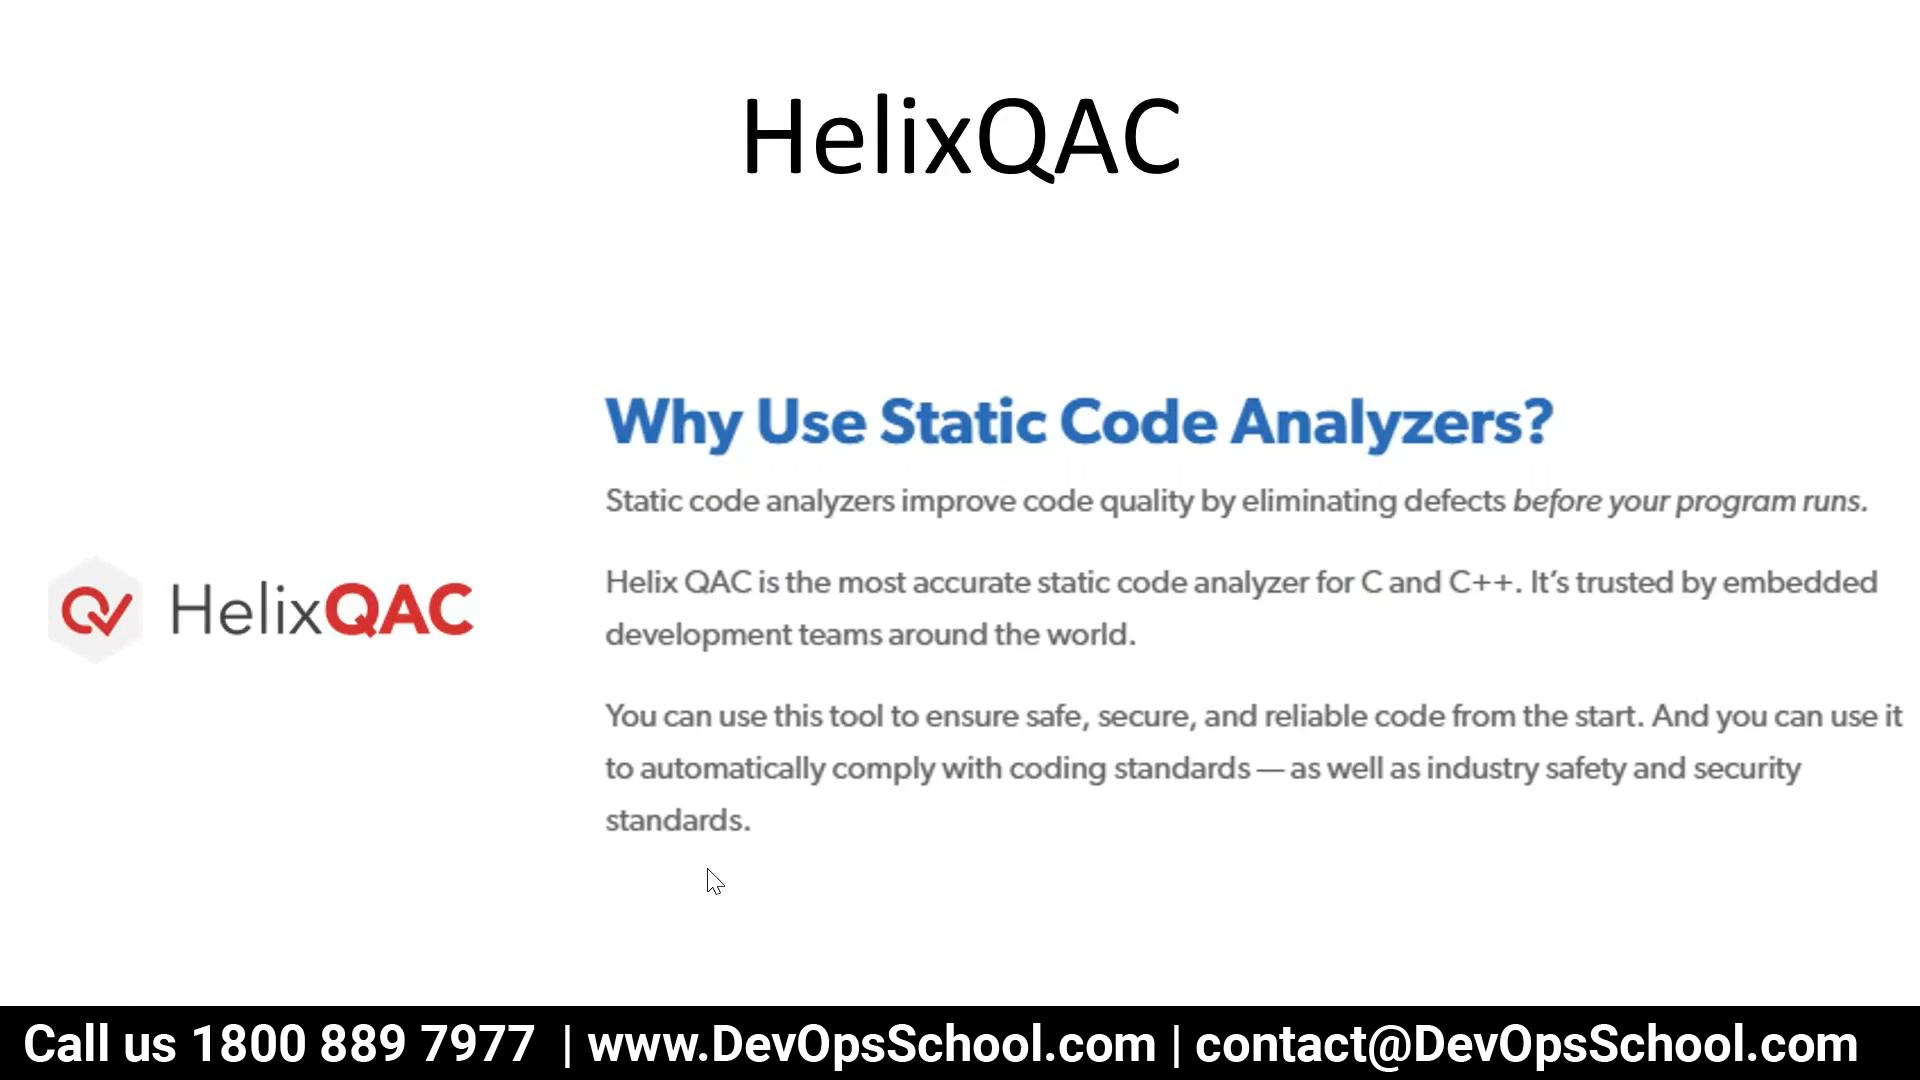 HelixQAC
Why Use Static Code Analyzers?
Static code analyzers improve code quality by eliminating defects before your program runs.
HelixQAC
Helix QAC is the most accurate static code analyzer for C and C++. It's trusted by embedded
development teams around the world.
You can use this tool to ensure safe, secure, and reliable code from the start. And you can use it
to automatically comply with coding standards — as well as industry safety and security
standards.
Call us 1800 889 7977 | www.DevOpsSchool.com | contact@DevOpsSchool.com